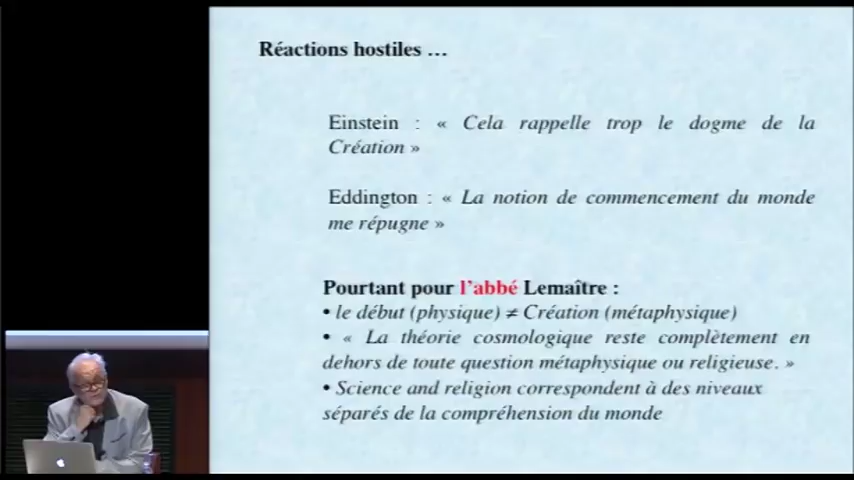 Réactions hostiles …
Einstein : « Cela rappelle trop le dogme de la
Création »
Eddington : « La notion de commencement du monde
me répugne »
Pourtant pour l'abbé Lemaître :
• le début (physique) ≠ Création (métaphysique)
• « La théorie cosmologique reste complètement en
dehors de toute question métaphysique ou religieuse. »
• Science and religion correspondent à des niveaux
séparés de la compréhension du monde